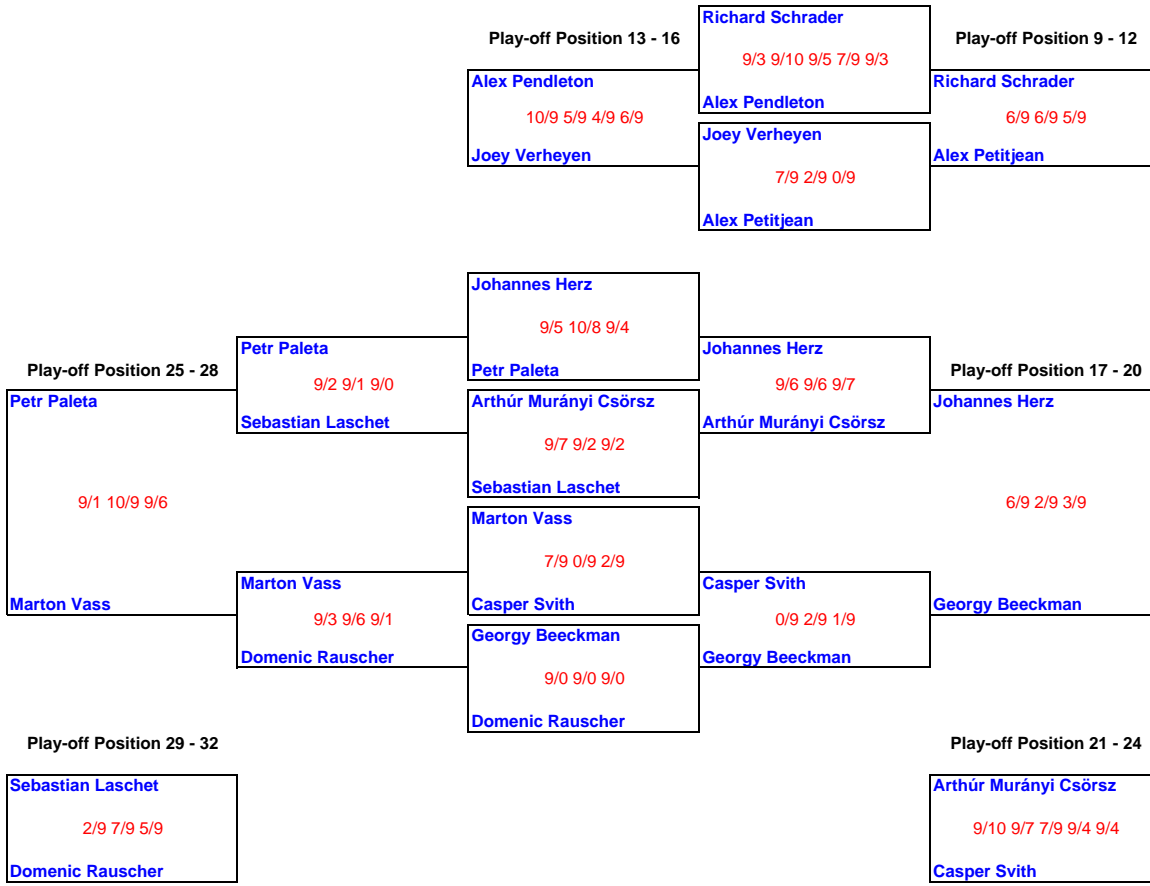 Richard Schrader
Play-off Position 13 - 16
Play-off Position 9 - 12
9/3 9/10 9/5 7/9 9/3
Alex Pendleton
Richard Schrader
Alex Pendleton
10/9 5/9 4/9 6/9
6/9 6/9 5/9
Joey Verheyen
Joey Verheyen
Alex Petitjean
7/9 2/9 0/9
Alex Petitjean
Johannes Herz
9/5 10/8 9/4
Petr Paleta
Johannes Herz
Play-off Position 25 - 28
Petr Paleta
Play-off Position 17 - 20
9/2 9/1 9/0
9/6 9/6 9/7
Petr Paleta
Arthúr Murányi Csörsz
Johannes Herz
Sebastian Laschet
Arthúr Murányi Csörsz
9/7 9/2 9/2
Sebastian Laschet
9/1 10/9 9/6
6/9 2/9 3/9
Marton Vass
7/9 0/9 2/9
Marton Vass
Casper Svith
Marton Vass
Casper Svith
Georgy Beeckman
9/3 9/6 9/1
0/9 2/9 1/9
Georgy Beeckman
Domenic Rauscher
Georgy Beeckman
9/0 9/0 9/0
Domenic Rauscher
Play-off Position 29 - 32
Play-off Position 21 - 24
Sebastian Laschet
Arthúr Murányi Csörsz
2/9 7/9 5/9
9/10 9/7 7/9 9/4 9/4
Domenic Rauscher
Casper Svith